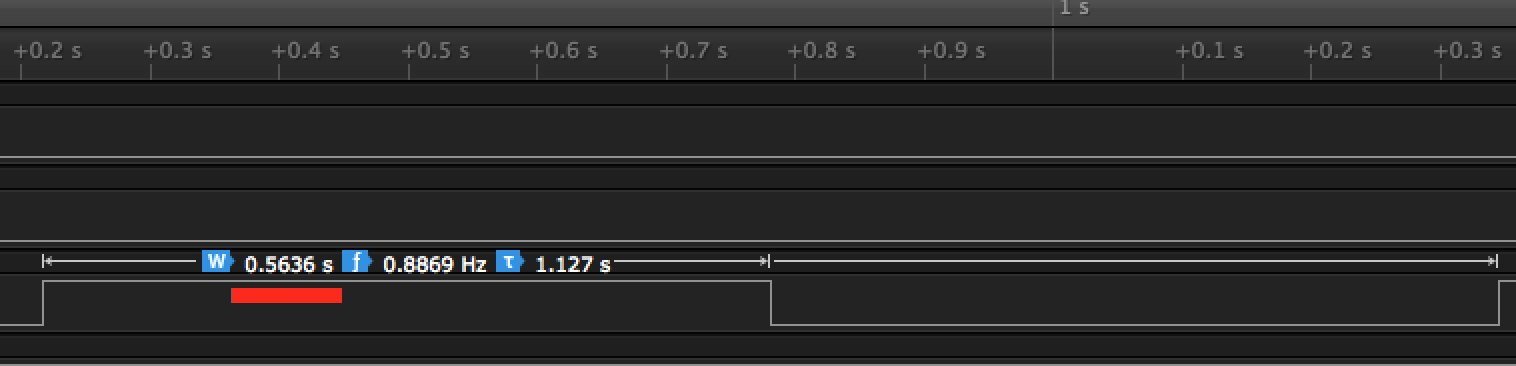 1 s
+0.2 s +0.3 s +0.4 s +0.5 s +0.6 s +0.7 s +0.8 s +0.9 s +0.1 s +0.2 s +0.3 s
W 0.5636 s f 0.8869 Hz τ 1.127 s